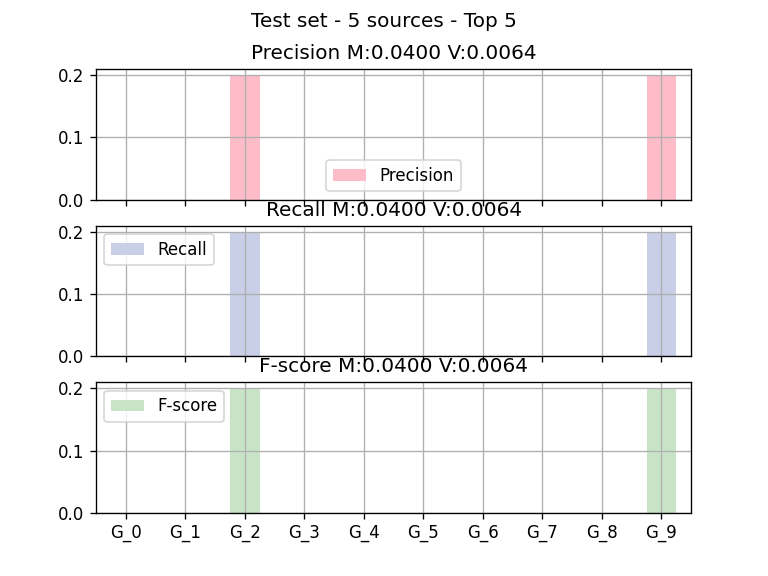 Test set - 5 sources - Top 5
Precision M:0.0400 V:0.0064
0.2
0.1
0.0
Precision
Recall M:0.0400 V:0.0064
0.2
0.1
0.0
Recall
F-score M:0.0400 V:0.0064
0.2
0.1
0.0
F-score
G_0 G_1 G_2 G_3 G_4 G_5 G_6 G_7 G_8 G_9